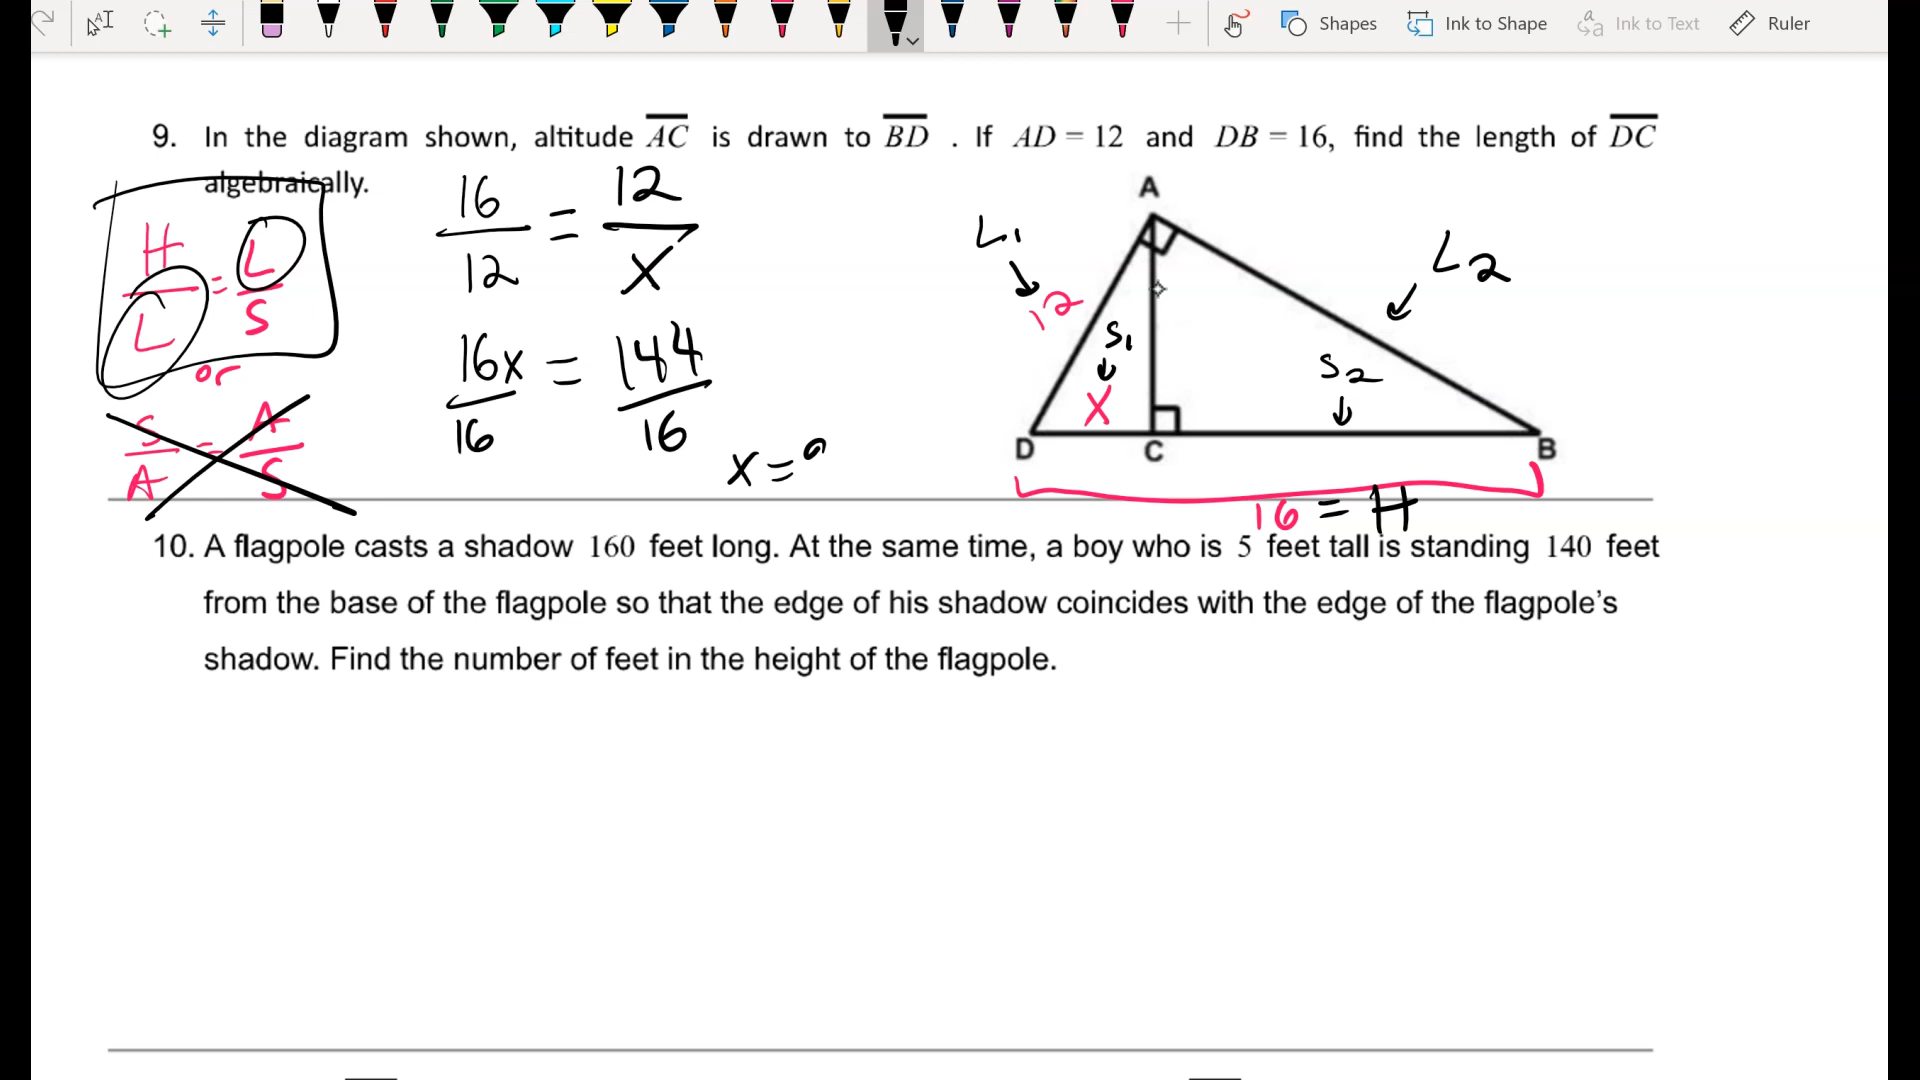 Shapes Ink to Shape Ink to Text Ruler
9. In the diagram shown, altitude AC is drawn to BD . If AD = 12 and DB = 16, find the length of DC
algebraically.
H/L = L/S
or
S/A = A/S
16/12 = 12/X
16x/16 = 144/16
x = 9
A
L1
L2
12
S1
S2
X
D C B
16 = H
10. A flagpole casts a shadow 160 feet long. At the same time, a boy who is 5 feet tall is standing 140 feet
from the base of the flagpole so that the edge of his shadow coincides with the edge of the flagpole’s
shadow. Find the number of feet in the height of the flagpole.